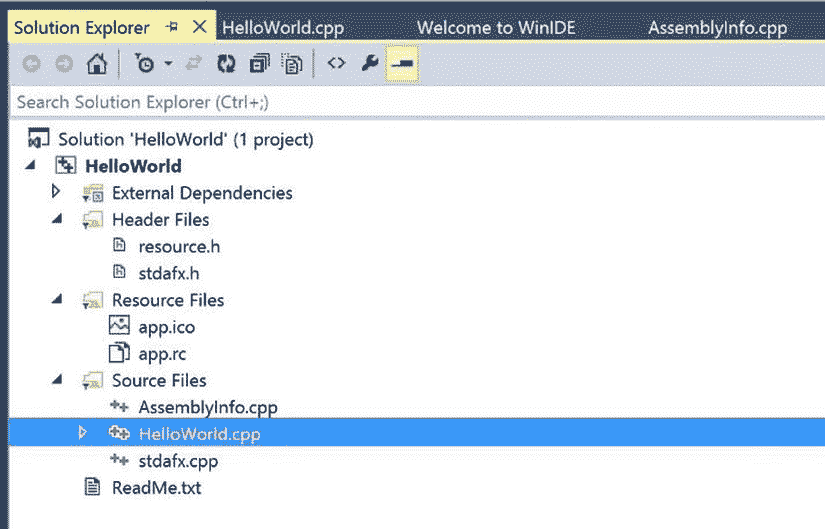 Solution Explorer HelloWorld.cpp Welcome to WinIDE AssemblyInfo.cpp
Search Solution Explorer (Ctrl+;)
Solution 'HelloWorld' (1 project)
HelloWorld
External Dependencies
Header Files
resource.h
stdafx.h
Resource Files
app.ico
app.rc
Source Files
AssemblyInfo.cpp
HelloWorld.cpp
stdafx.cpp
ReadMe.txt